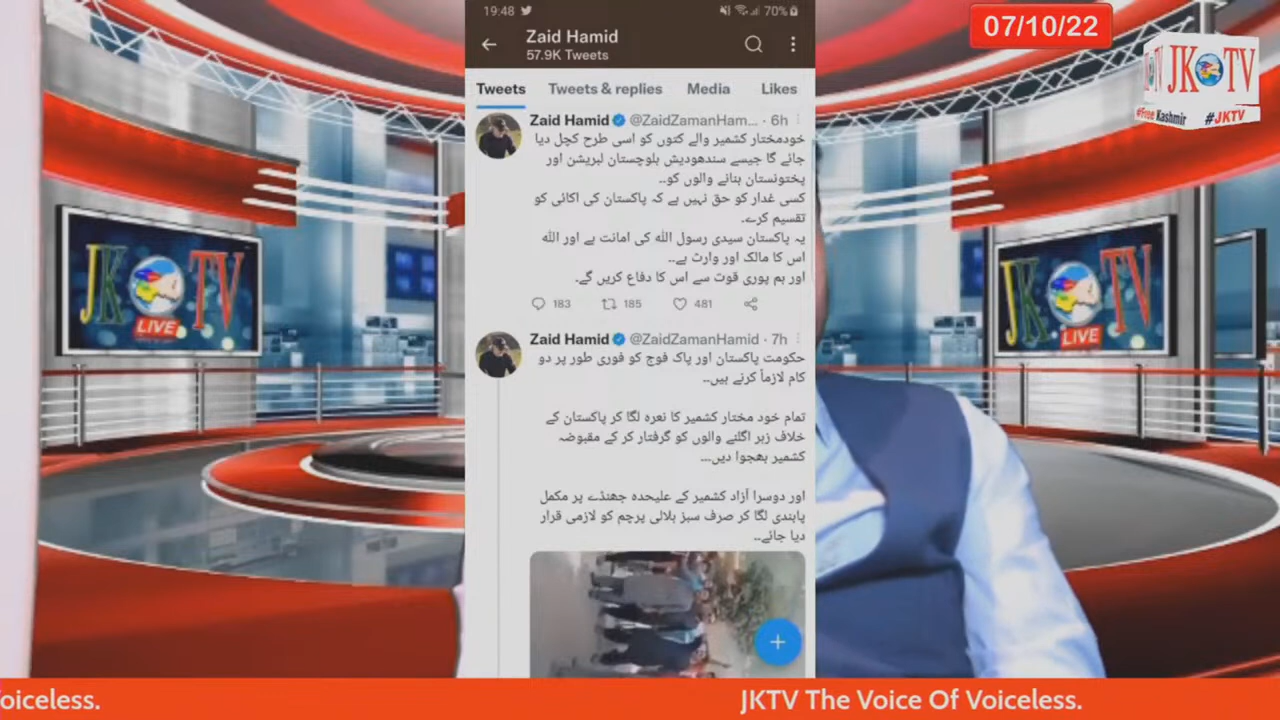 19:48
70%
07/10/22
JK TV
#Free Kashmir #JKTV
Zaid Hamid
57.9K Tweets
Tweets Tweets & replies Media Likes
Zaid Hamid @ZaidZamanHam... · 6h
خودمختار کشمیر والے کتوں کو اسی طرح کچل دیا
جائے گا جیسے سندھودیش بلوچستان لبریشن اور
پختونستان بنانے والوں کو..
کسی غدار کو حق نہیں ہے کہ پاکستان کی اکائی کو
تقسیم کرے.
یہ پاکستان سیدی رسول اللہ کی امانت ہے اور اللہ
اس کا مالک اور وارث ہے..
اور ہم پوری قوت سے اس کا دفاع کریں گے.
183 185 481
Zaid Hamid @ZaidZamanHamid · 7h
حکومت پاکستان اور پاک فوج کو فوری طور پر دو
کام لازماً کرنے ہیں..
تمام خود مختار کشمیر کا نعرہ لگا کر پاکستان کے
خلاف زہر اگلنے والوں کو گرفتار کر کے مقبوضہ
کشمیر بھجوا دیں...
اور دوسرا آزاد کشمیر کے علیحدہ جھنڈے پر مکمل
پابندی لگا کر صرف سبز ہلالی پرچم کو لازمی قرار
دیا جائے..
JK TV
LIVE
JK TV
LIVE
oiceless.
JKTV The Voice Of Voiceless.